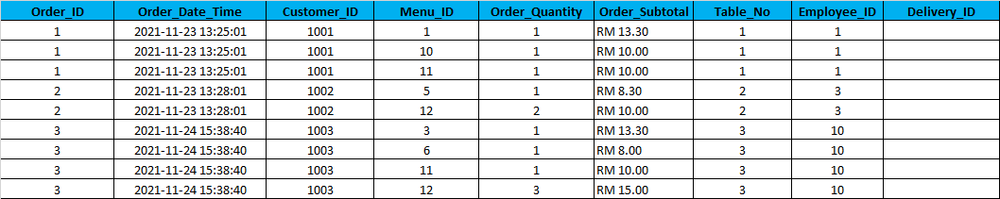 Order_ID Order_Date_Time Customer_ID Menu_ID Order_Quantity Order_Subtotal Table_No Employee_ID Delivery_ID
1 2021-11-23 13:25:01 1001 1 1 RM 13.30 1 1
1 2021-11-23 13:25:01 1001 10 1 RM 10.00 1 1
1 2021-11-23 13:25:01 1001 11 1 RM 10.00 1 1
2 2021-11-23 13:28:01 1002 5 1 RM 8.30 2 3
2 2021-11-23 13:28:01 1002 12 2 RM 10.00 2 3
3 2021-11-24 15:38:40 1003 3 1 RM 13.30 3 10
3 2021-11-24 15:38:40 1003 6 1 RM 8.00 3 10
3 2021-11-24 15:38:40 1003 11 1 RM 10.00 3 10
3 2021-11-24 15:38:40 1003 12 3 RM 15.00 3 10